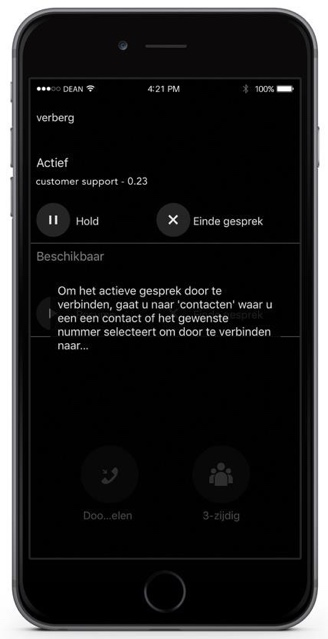 DEAN 4:21 PM 100%
verberg
Actief
customer support - 0.23
Hold Einde gesprek
Beschikbaar
Om het actieve gesprek door te
verbinden, gaat u naar 'contacten' waar u
een een contact of het gewenste
nummer selecteert om door te verbinden
naar...
Doo...elen 3-zijdig